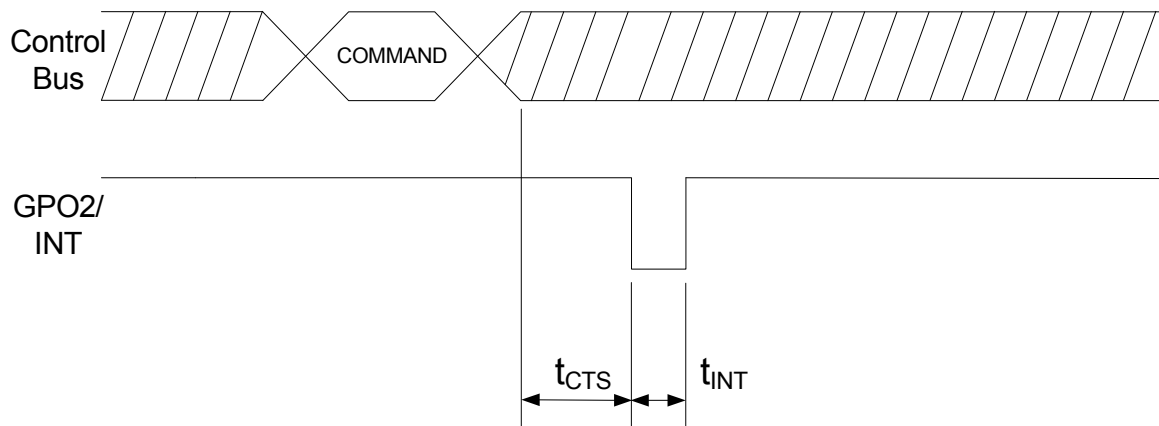 Control
Bus
COMMAND
GPO2/
INT
tCTS
tINT